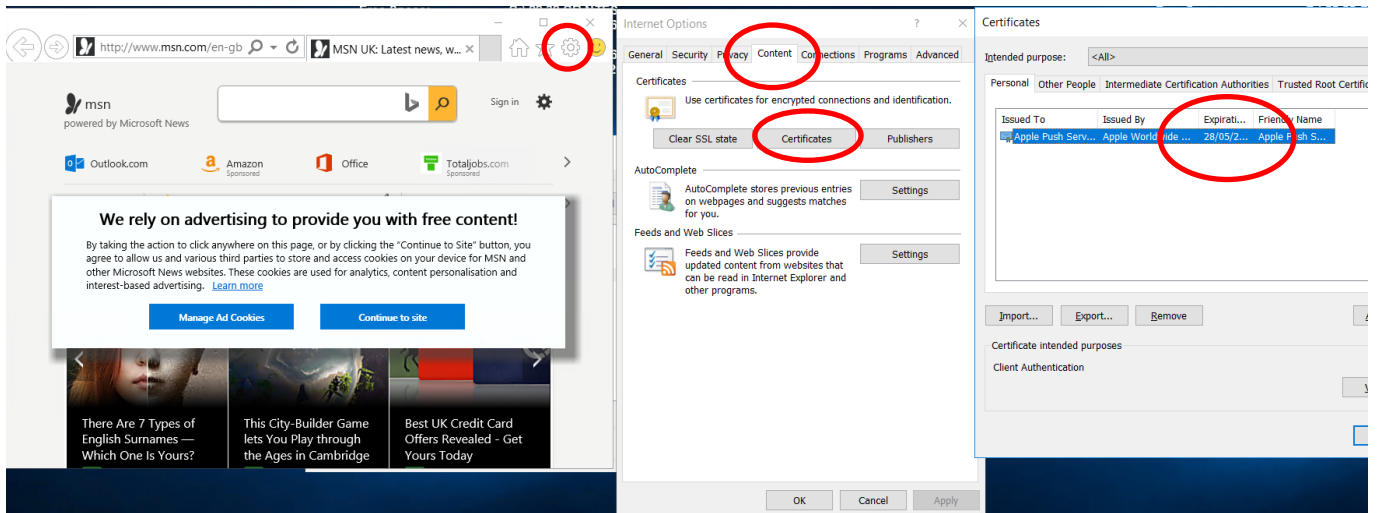 http://www.msn.com/en-gb
MSN UK: Latest news, w...
msn
powered by Microsoft News
Sign in
Outlook.com
Amazon
Sponsored
Office
Totaljobs.com
Sponsored
We rely on advertising to provide you with free content!
By taking the action to click anywhere on this page, or by clicking the "Continue to Site" button, you
agree to allow us and various third parties to store and access cookies on your device for MSN and
other Microsoft News websites. These cookies are used for analytics, content personalisation and
interest-based advertising. Learn more
Manage Ad Cookies
Continue to site
There Are 7 Types of
English Surnames —
Which One Is Yours?
This City-Builder Game
lets You Play through
the Ages in Cambridge
Best UK Credit Card
Offers Revealed - Get
Yours Today
Internet Options
General Security Privacy Content Connections Programs Advanced
Certificates
Use certificates for encrypted connections and identification.
Clear SSL state
Certificates
Publishers
AutoComplete
AutoComplete stores previous entries
on webpages and suggests matches
for you.
Settings
Feeds and Web Slices
Feeds and Web Slices provide
updated content from websites that
can be read in Internet Explorer and
other programs.
Settings
OK
Cancel
Apply
Certificates
Intended purpose:
<All>
Personal Other People Intermediate Certification Authorities Trusted Root Certific
Issued To Issued By Expirati... Friendly Name
Apple Push Serv... Apple Worldwide ... 28/05/2... Apple Push S...
Import...
Export...
Remove
Certificate intended purposes
Client Authentication